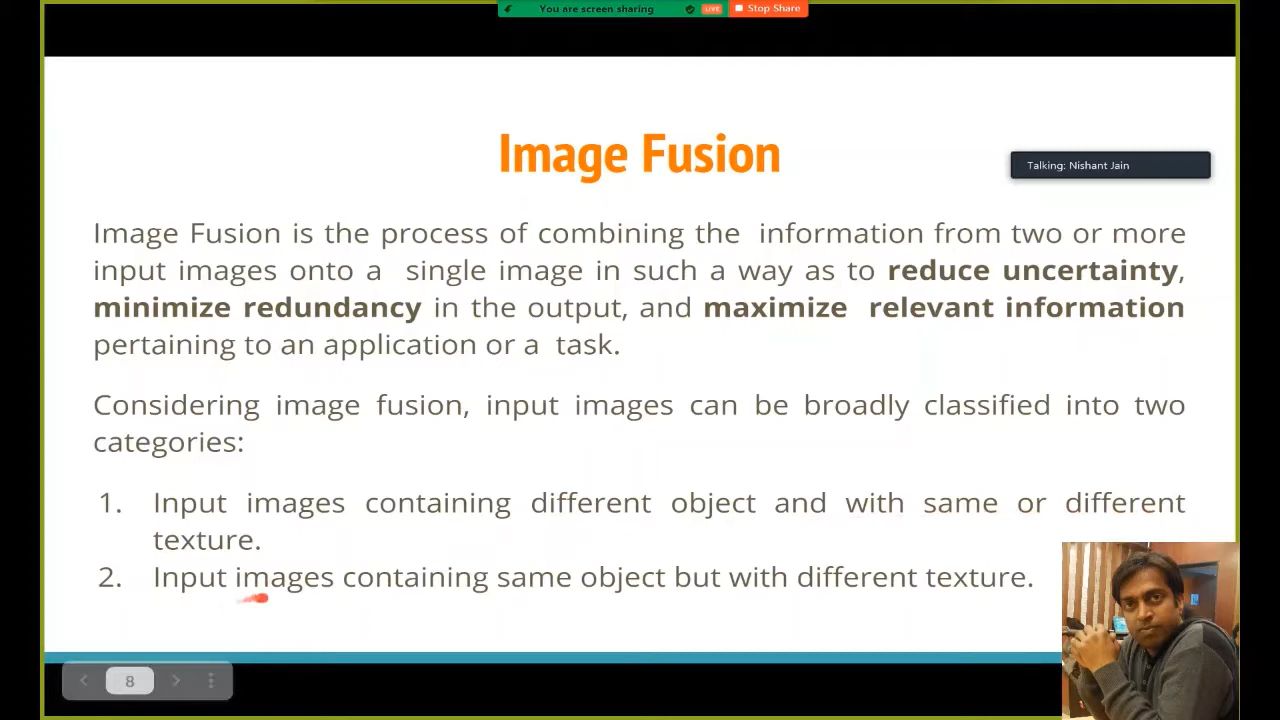 You are screen sharing LIVE Stop Share
Image Fusion
Talking: Nishant Jain
Image Fusion is the process of combining the information from two or more
input images onto a single image in such a way as to reduce uncertainty,
minimize redundancy in the output, and maximize relevant information
pertaining to an application or a task.
Considering image fusion, input images can be broadly classified into two
categories:
1. Input images containing different object and with same or different
texture.
2. Input images containing same object but with different texture.
8